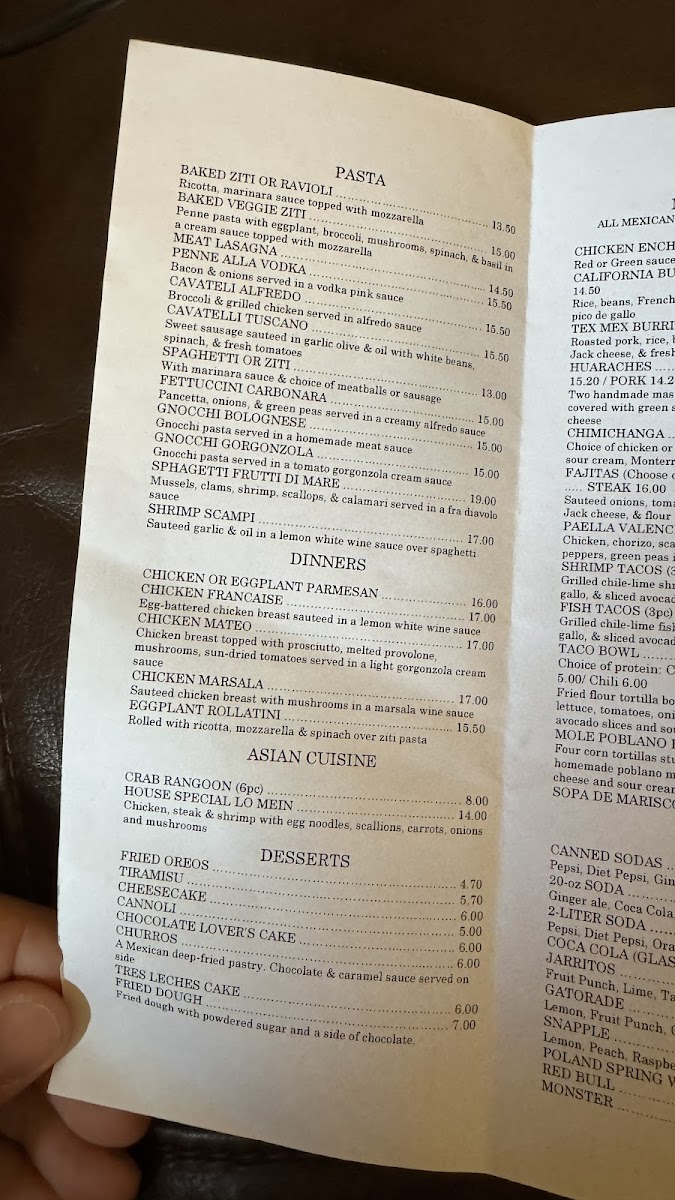 PASTA
BAKED ZITI OR RAVIOLI ........ 13.50
Ricotta, marinara sauce topped with mozzarella
BAKED VEGGIE ZITI ........ 15.00
Penne pasta with eggplant, broccoli, mushrooms, spinach, & basil in
a cream sauce topped with mozzarella
MEAT LASAGNA ........ 14.50
PENNE ALLA VODKA ........ 15.50
Bacon & onions served in a vodka pink sauce
CAVATELI ALFREDO ........ 15.50
Broccoli & grilled chicken served in alfredo sauce
CAVATELLI TUSCANO ........ 15.50
Sweet sausage sauteed in garlic olive & oil with white beans,
spinach, & fresh tomatoes
SPAGHETTI OR ZITI ........ 13.00
With marinara sauce & choice of meatballs or sausage
FETTUCCINI CARBONARA ........ 15.00
Pancetta, onions, & green peas served in a creamy alfredo sauce
GNOCCHI BOLOGNESE ........ 15.00
Gnocchi pasta served in a homemade meat sauce
GNOCCHI GORGONZOLA ........ 15.00
Gnocchi pasta served in a tomato gorgonzola cream sauce
SPHAGETTI FRUTTI DI MARE ........ 19.00
Mussels, clams, shrimp, scallops, & calamari served in a fra diavolo
sauce
SHRIMP SCAMPI ........ 17.00
Sauteed garlic & oil in a lemon white wine sauce over spaghetti
DINNERS
CHICKEN OR EGGPLANT PARMESAN ........ 16.00
CHICKEN FRANCAISE ........ 17.00
Egg-battered chicken breast sauteed in a lemon white wine sauce
CHICKEN MATEO ........ 17.00
Chicken breast topped with prosciutto, melted provolone,
mushrooms, sun-dried tomatoes served in a light gorgonzola cream
sauce
CHICKEN MARSALA ........ 17.00
Sauteed chicken breast with mushrooms in a marsala wine sauce
EGGPLANT ROLLATINI ........ 15.50
Rolled with ricotta, mozzarella & spinach over ziti pasta
ASIAN CUISINE
CRAB RANGOON (6pc) ........ 8.00
HOUSE SPECIAL LO MEIN ........ 14.00
Chicken, steak & shrimp with egg noodles, scallions, carrots, onions
and mushrooms
DESSERTS
FRIED OREOS ........ 4.70
TIRAMISU ........ 5.70
CHEESECAKE ........ 6.00
CANNOLI ........ 5.00
CHOCOLATE LOVER'S CAKE ........ 6.00
CHURROS ........ 6.00
A Mexican deep-fried pastry. Chocolate & caramel sauce served on
side
TRES LECHES CAKE ........ 6.00
FRIED DOUGH ........ 7.00
Fried dough with powdered sugar and a side of chocolate.
ALL MEXICAN
CHICKEN ENCH
Red or Green sauce
CALIFORNIA BU
14.50
Rice, beans, French
pico de gallo
TEX MEX BURRI
Roasted pork, rice, b
Jack cheese, & fresh
HUARACHES .....
15.20 / PORK 14.2
Two handmade mas
covered with green s
cheese
CHIMICHANGA ..
Choice of chicken or
sour cream, Monterr
FAJITAS (Choose o
..... STEAK 16.00
Sauteed onions, toma
Jack cheese, & flour
PAELLA VALENC
Chicken, chorizo, sca
peppers, green peas i
SHRIMP TACOS (3
Grilled chile-lime shr
gallo, & sliced avocad
FISH TACOS (3pc)
Grilled chile-lime fish
gallo, & sliced avocad
TACO BOWL ........
Choice of protein: C
5.00/ Chili 6.00
Fried flour tortilla bo
lettuce, tomatoes, oni
avocado slices and sou
MOLE POBLANO
Four corn tortillas stu
homemade poblano m
cheese and sour cream
SOPA DE MARISCO
CANNED SODAS ..
Pepsi, Diet Pepsi, Gin
20-oz SODA ........
Ginger ale, Coca Cola,
2-LITER SODA ......
Pepsi, Diet Pepsi, Ora
COCA COLA (GLAS
JARRITOS ........
Fruit Punch, Lime, Ta
GATORADE ........
Lemon, Fruit Punch,
SNAPPLE ........
Lemon, Peach, Raspbe
POLAND SPRING W
RED BULL ........
MONSTER ........